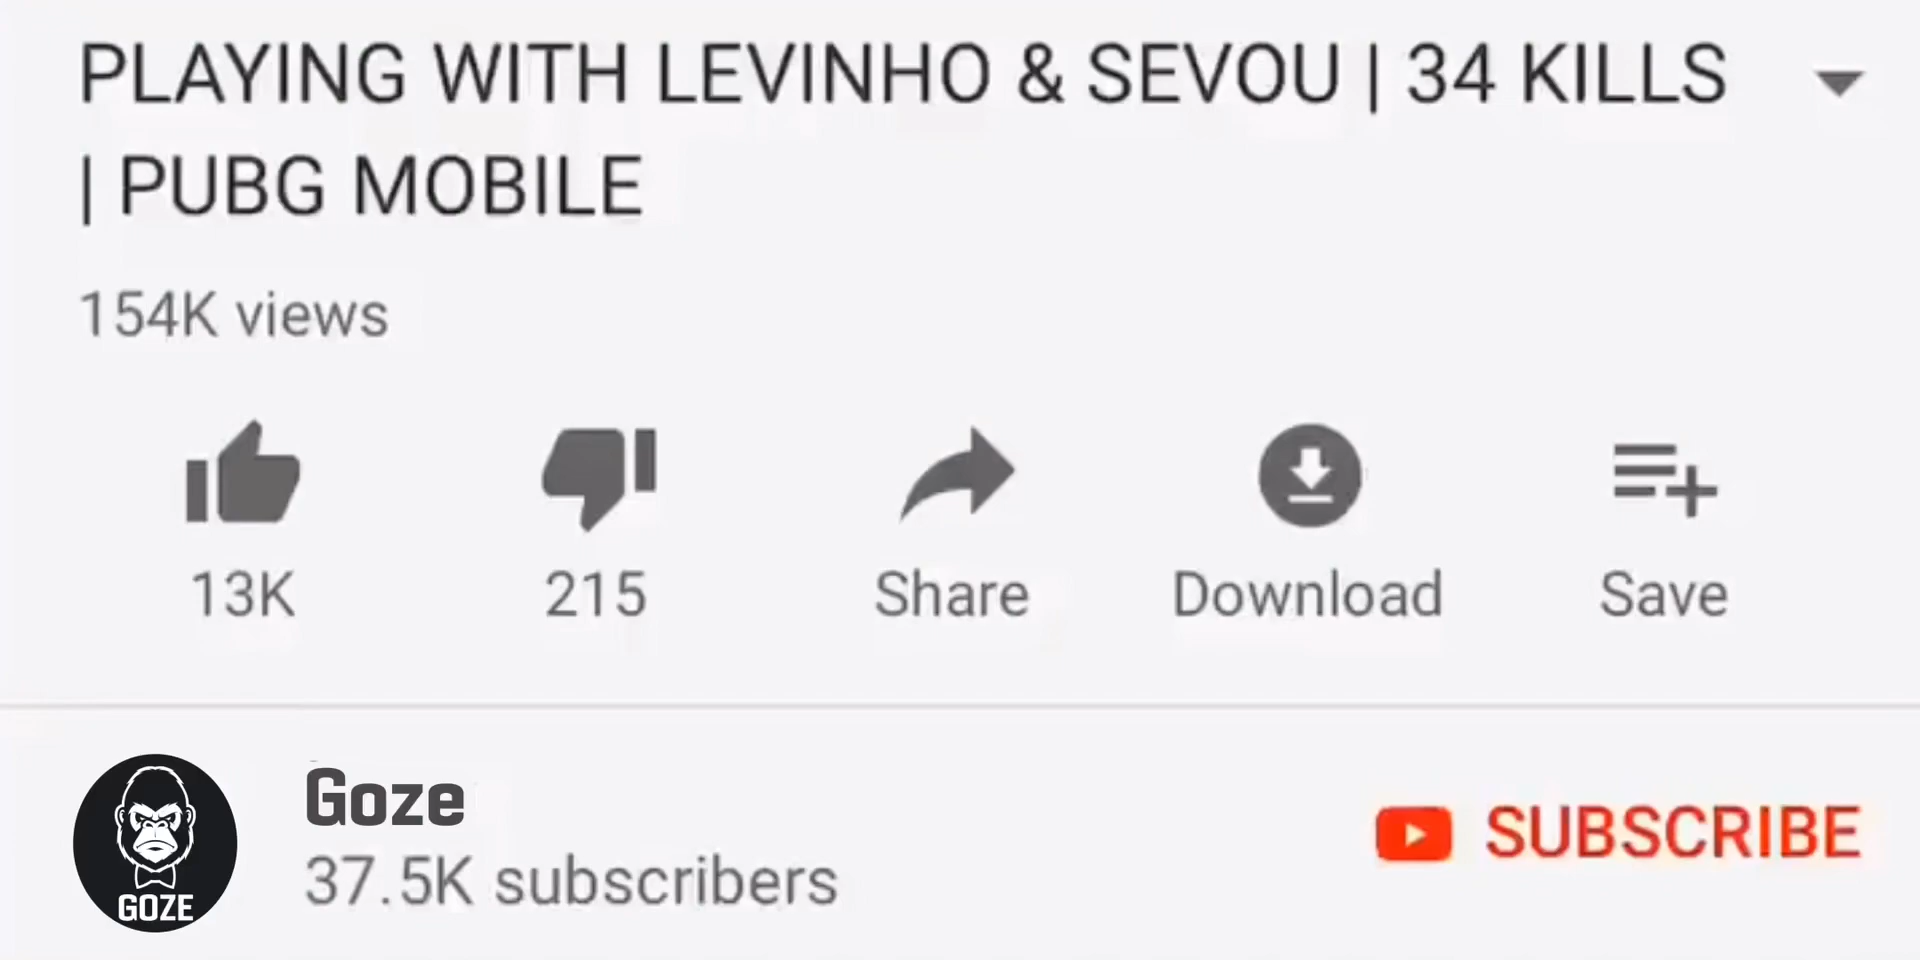 PLAYING WITH LEVINHO & SEVOU | 34 KILLS
| PUBG MOBILE
154K views
13K 215 Share Download Save
Goze
37.5K subscribers
SUBSCRIBE
GOZE